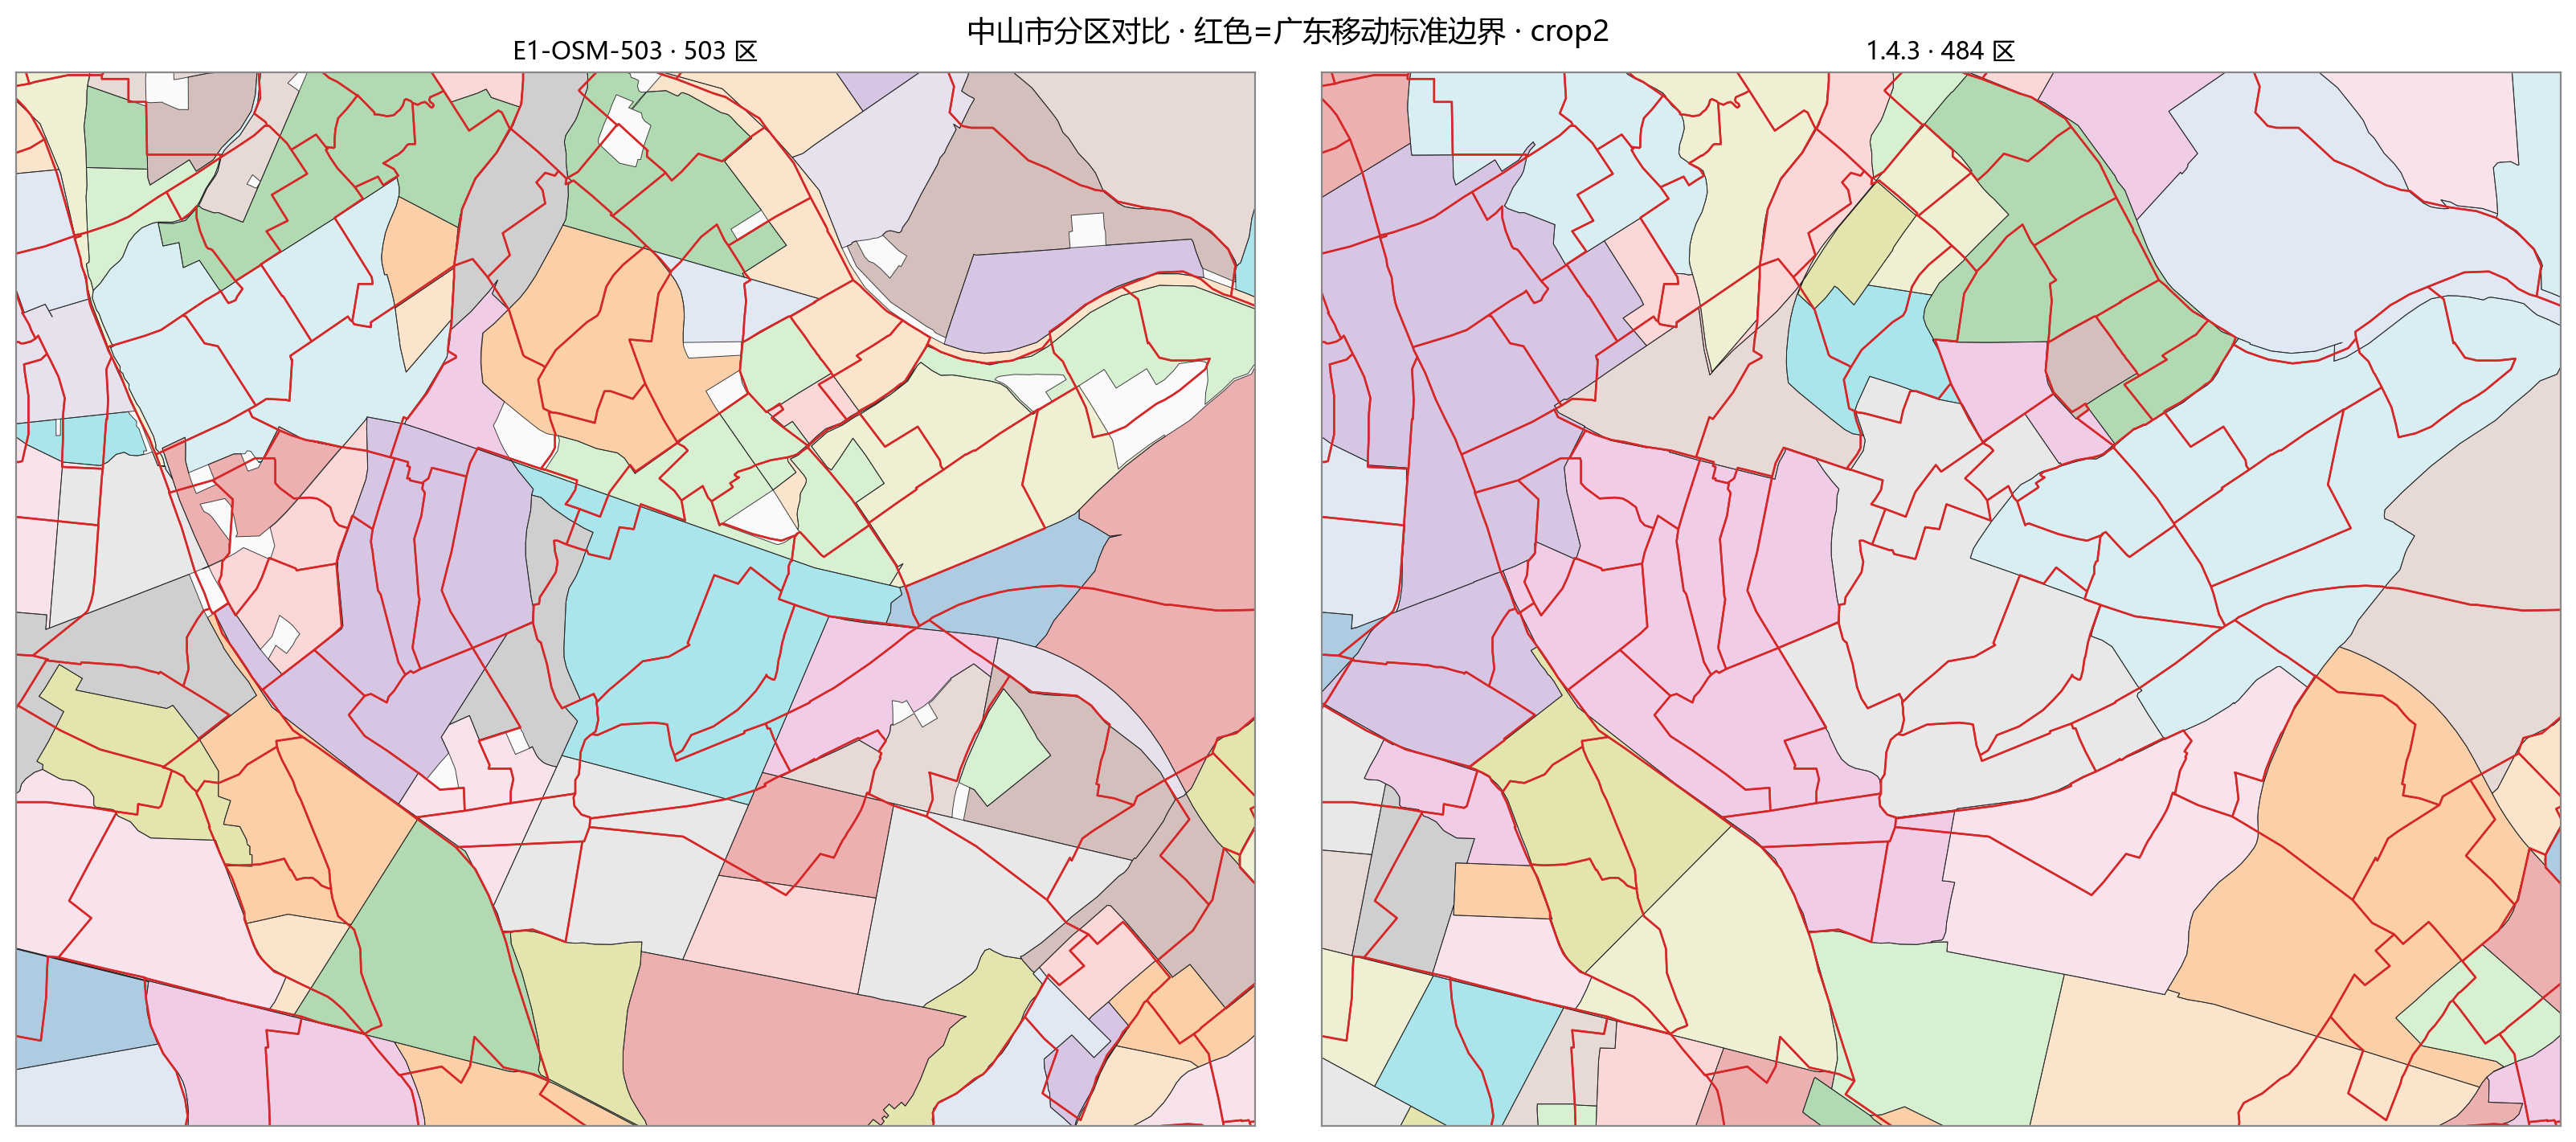 中山市分区对比 · 红色=广东移动标准边界 · crop2
E1-OSM-503 · 503 区
1.4.3 · 484 区